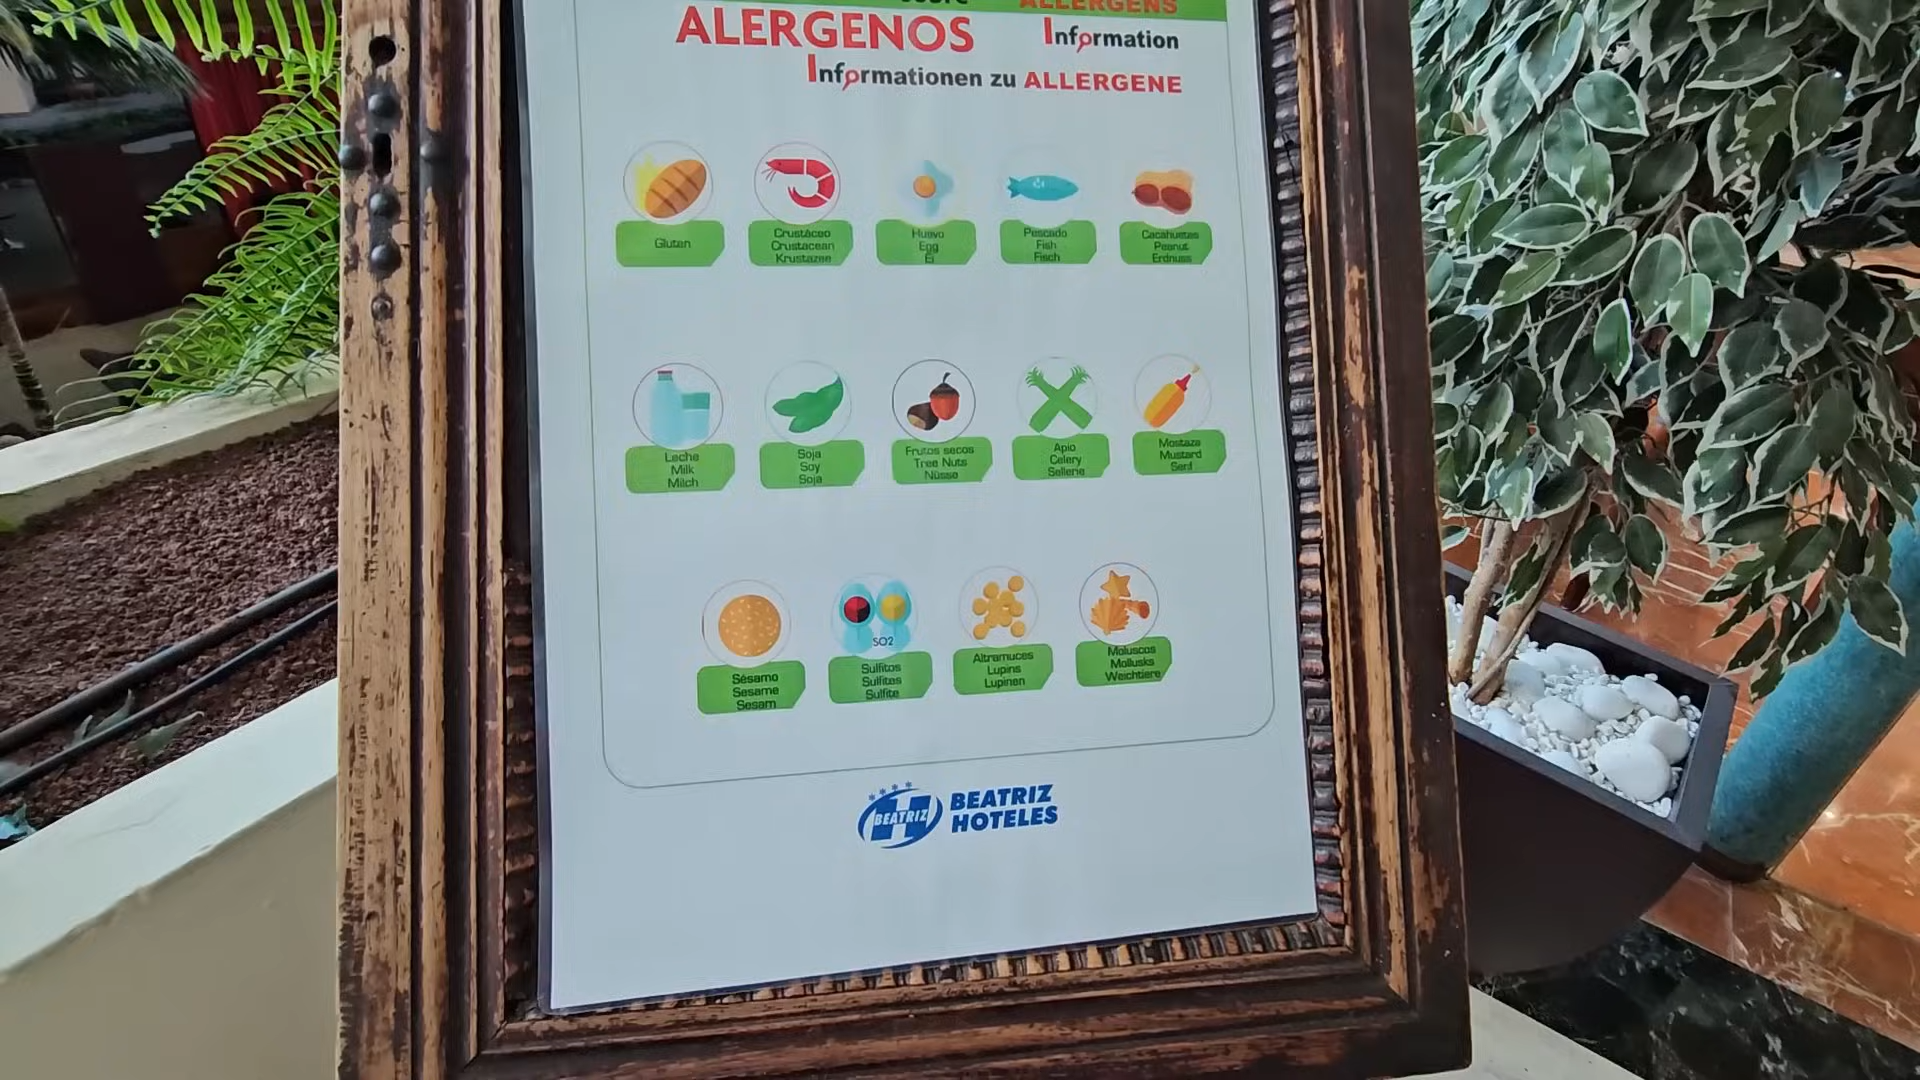 ALLERGENS
ALERGENOS
Information
Informationen zu ALLERGENE
Gluten
Crustáceo
Crustacean
Krustazee
Huevo
Egg
Ei
Pescado
Fish
Fisch
Cacahuetes
Peanut
Erdnuss
Leche
Milk
Milch
Soja
Soy
Soja
Frutos secos
Tree Nuts
Nüsse
Apio
Celery
Sellerie
Mostaza
Mustard
Senf
SO2
Sésamo
Sesame
Sesam
Sulfitos
Sulfites
Sulfite
Altramuces
Lupins
Lupinen
Moluscos
Mollusks
Weichtiere
BEATRIZ
BEATRIZ
HOTELES